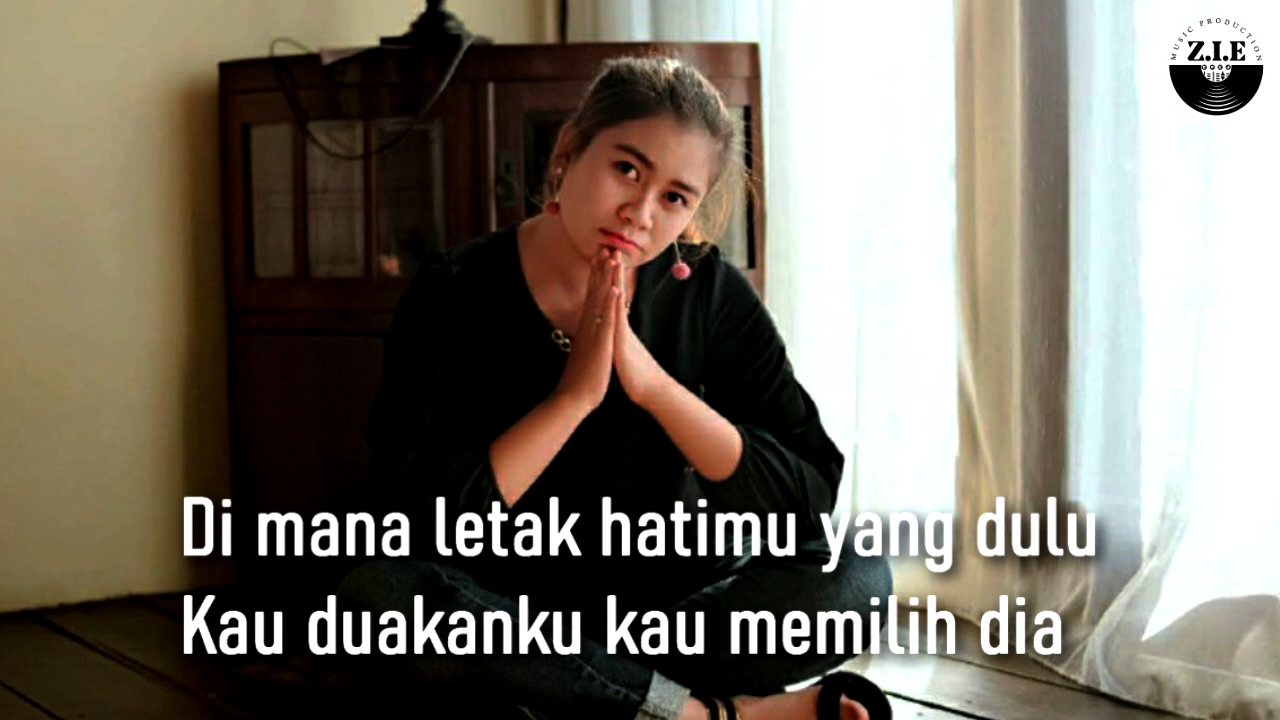 MUSIC PRODUCTION
Z.I.E
Di mana letak hatimu yang dulu
Kau duakanku kau memilih dia